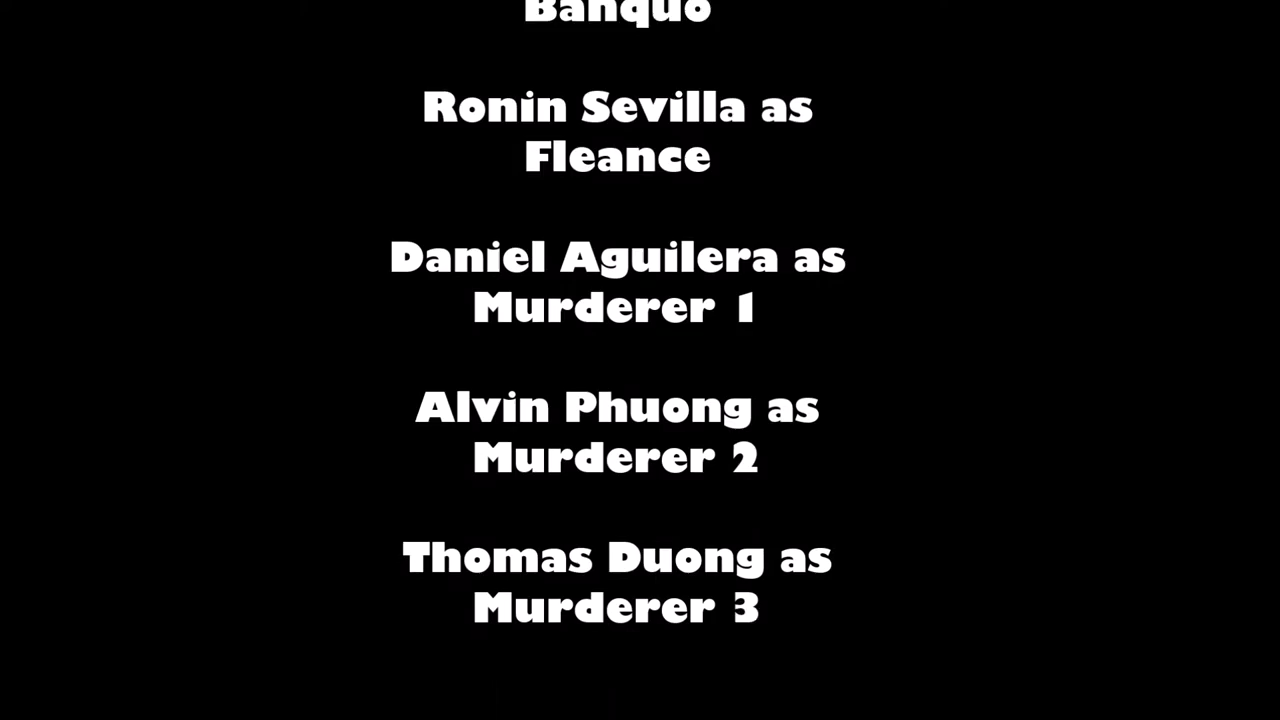 Banquo
Ronin Sevilla as
Fleance
Daniel Aguilera as
Murderer 1
Alvin Phuong as
Murderer 2
Thomas Duong as
Murderer 3